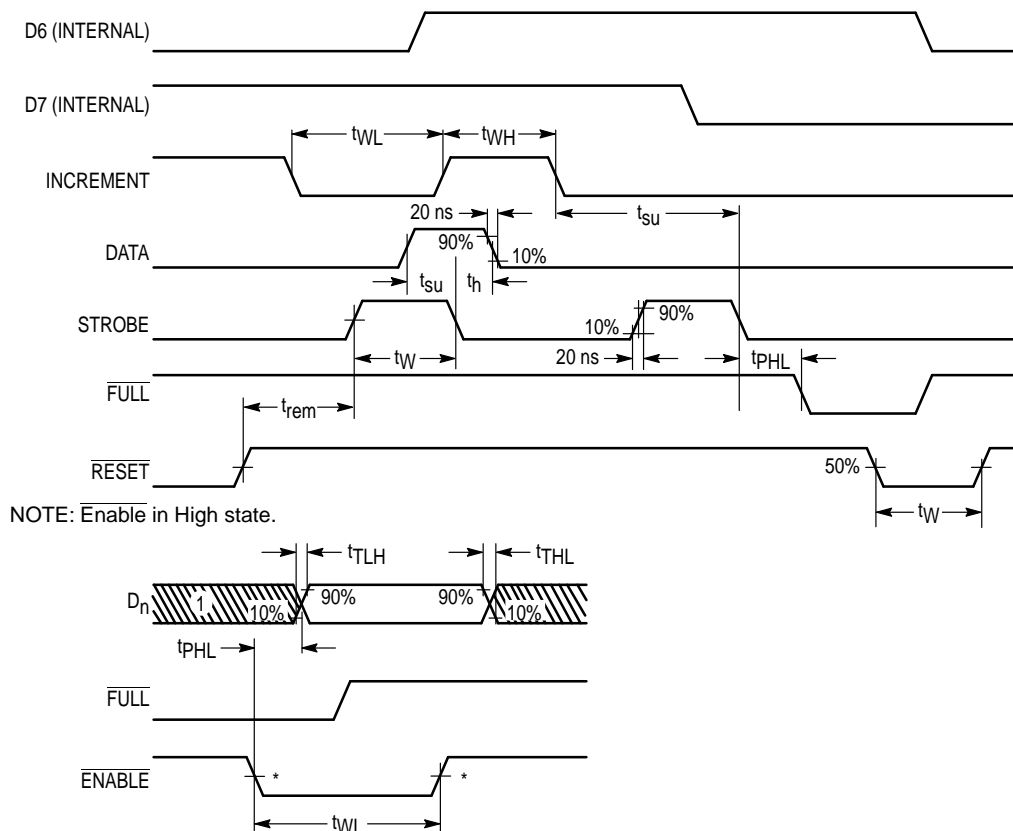 D6 (INTERNAL)
D7 (INTERNAL)
tWL
tWH
INCREMENT
20 ns
tsu
DATA
90%
10%
tsu
th
STROBE
10%
90%
tW
20 ns
tPHL
FULL
trem
RESET
50%
tW
NOTE: Enable in High state.
tTLH
tTHL
Dn
1
10%
90%
90%
10%
tPHL
FULL
ENABLE
*
*
tWL